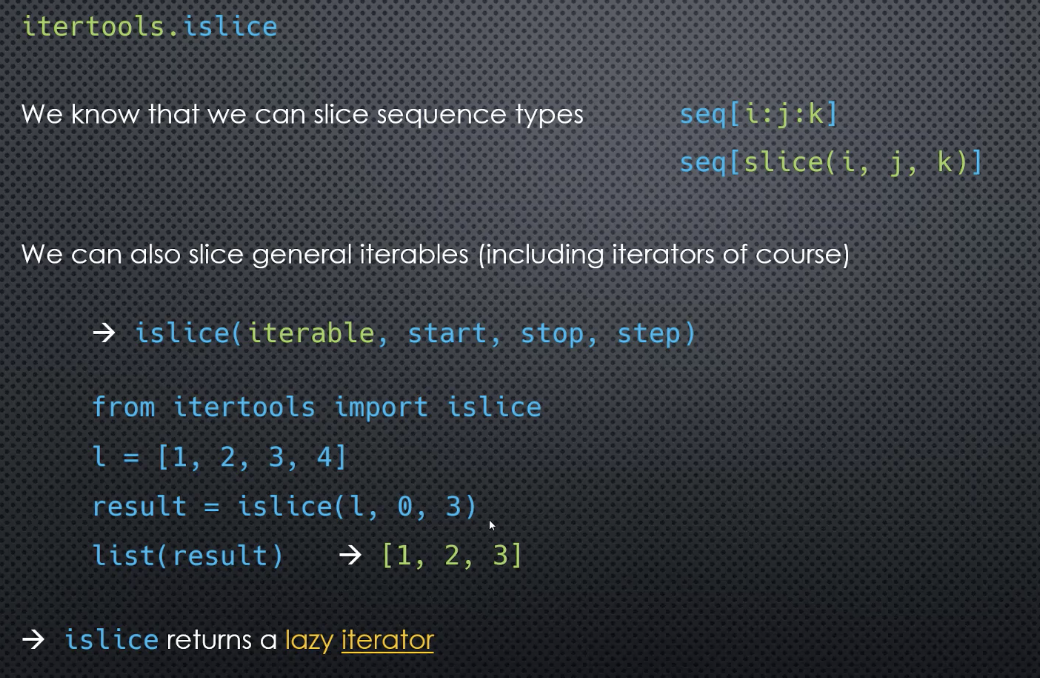 itertools.islice
We know that we can slice sequence types seq[i:j:k]
seq[slice(i, j, k)]
We can also slice general iterables (including iterators of course)
→ islice(iterable, start, stop, step)
from itertools import islice
l = [1, 2, 3, 4]
result = islice(l, 0, 3)
list(result) → [1, 2, 3]
→ islice returns a lazy iterator